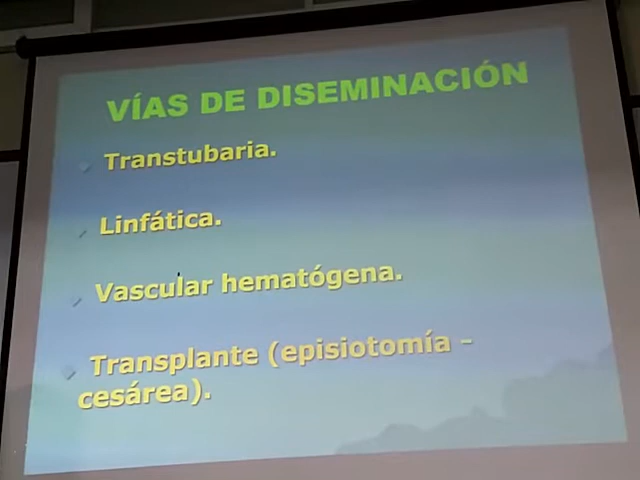 VÍAS DE DISEMINACIÓN
Transtubaria.
Linfática.
Vascular hematógena.
Transplante (episiotomía -
cesárea).